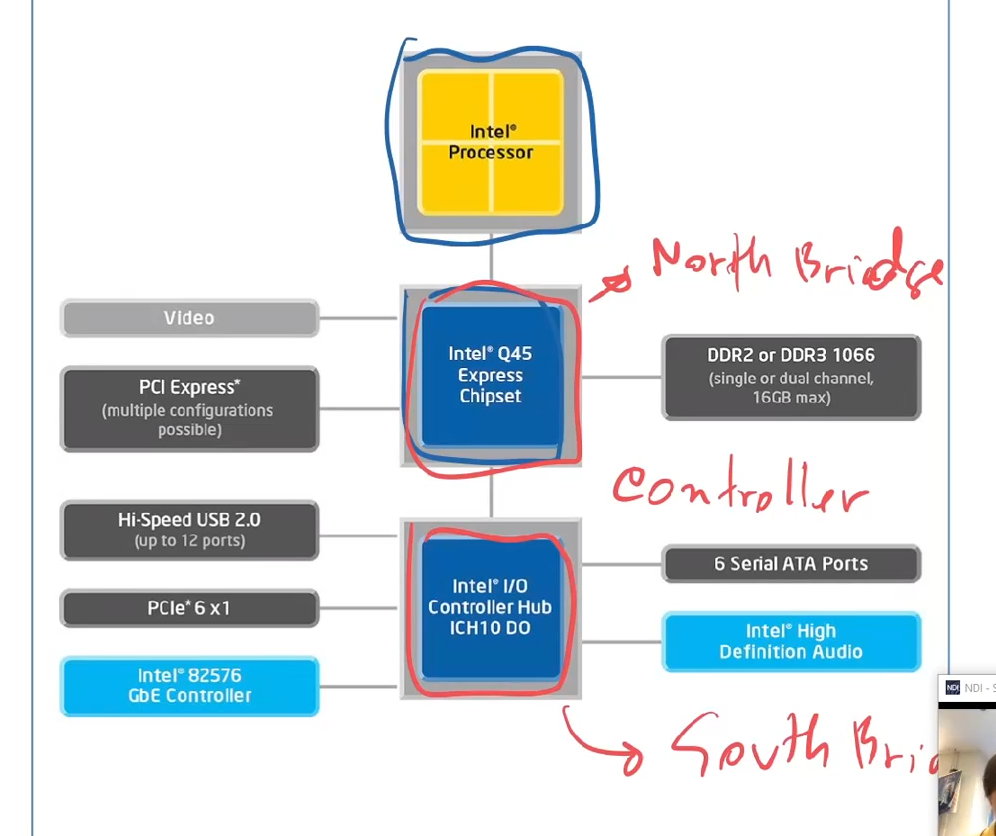 Intel®
Processor
North Bridge
Video
Intel® Q45
Express
Chipset
DDR2 or DDR3 1066
(single or dual channel,
16GB max)
PCI Express*
(multiple configurations
possible)
Controller
Hi-Speed USB 2.0
(up to 12 ports)
6 Serial ATA Ports
Intel® I/O
Controller Hub
ICH10 DO
PCIe* 6 x1
Intel® High
Definition Audio
Intel® 82576
GbE Controller
NDI NDI - S
South Bri